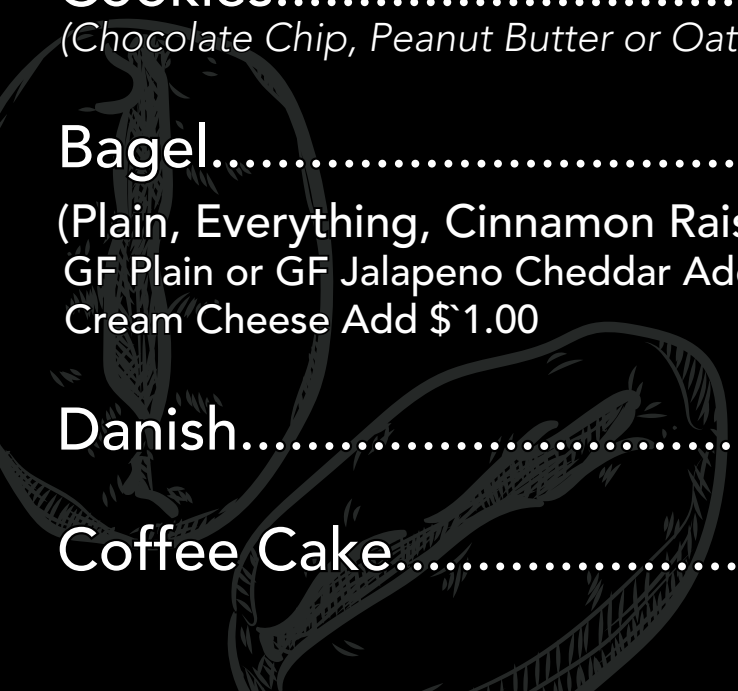 Cookies..............................
(Chocolate Chip, Peanut Butter or Oat
Bagel................................
(Plain, Everything, Cinnamon Rais
GF Plain or GF Jalapeno Cheddar Ad
Cream Cheese Add $`1.00
Danish..............................
Coffee Cake.....................